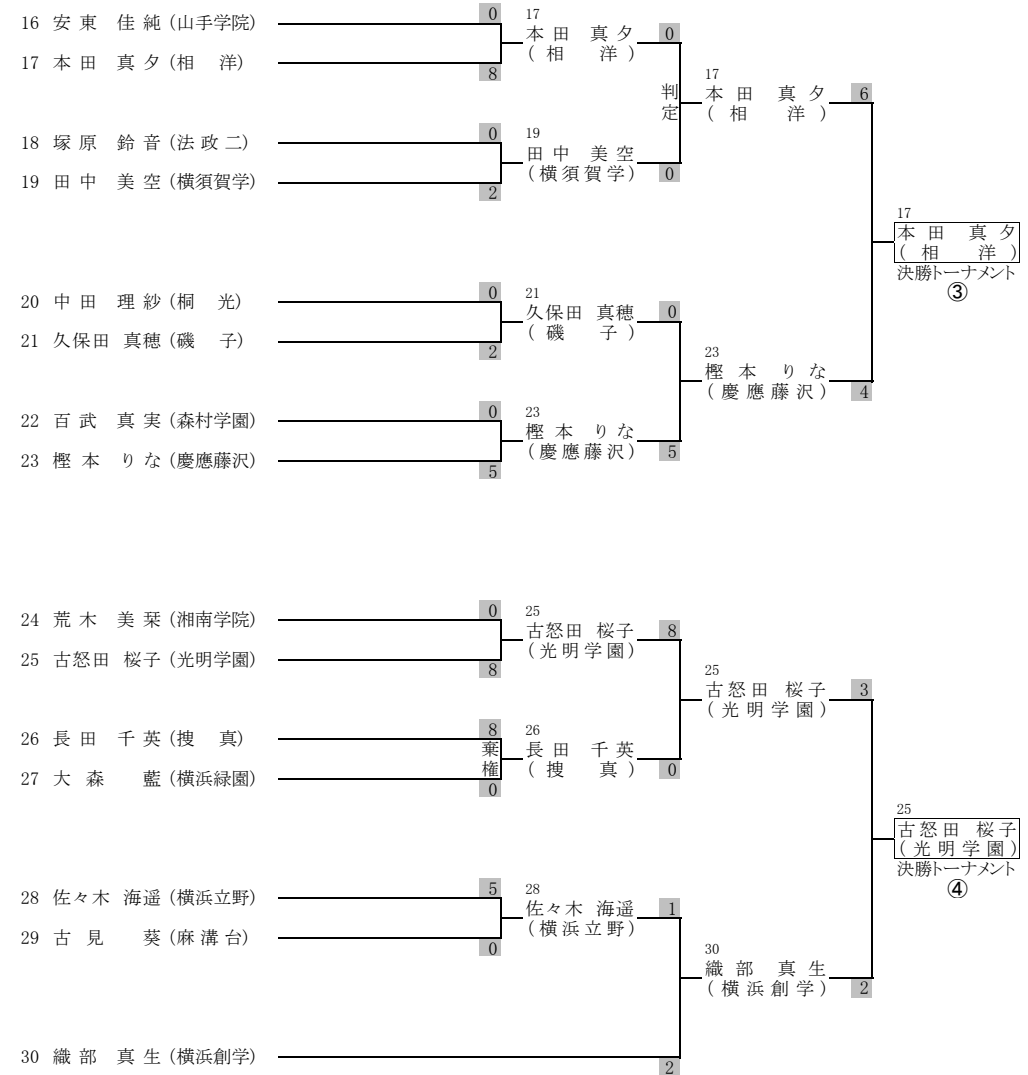 16 安東 佳純 (山手学院) 0
17 本田 真夕 (相 洋) 8
17
本田 真夕 0
(相 洋)
18 塚原 鈴音 (法政二) 0
19 田中 美空 (横須賀学) 2
19
田中 美空
(横須賀学) 0
判定
17
本田 真夕 6
(相 洋)
20 中田 理紗 (桐 光) 0
21 久保田 真穂 (磯 子) 2
21
久保田 真穂 0
(磯 子)
22 百武 真実 (森村学園) 0
23 樫本 りな (慶應藤沢) 5
23
樫本 りな
(慶應藤沢) 5
23
樫本 りな
(慶應藤沢) 4
17
本田 真夕
(相 洋)
決勝トーナメント
③
24 荒木 美栞 (湘南学院) 0
25 古怒田 桜子 (光明学園) 8
25
古怒田 桜子 8
(光明学園)
26 長田 千英 (捜 真) 8
棄権
27 大森 藍 (横浜緑園) 0
26
長田 千英
(捜 真) 0
25
古怒田 桜子 3
(光明学園)
28 佐々木 海遥 (横浜立野) 5
29 古見 葵 (麻溝台) 0
28
佐々木 海遥 1
(横浜立野)
30 織部 真生 (横浜創学) 2
30
織部 真生
(横浜創学) 2
25
古怒田 桜子
(光明学園)
決勝トーナメント
④